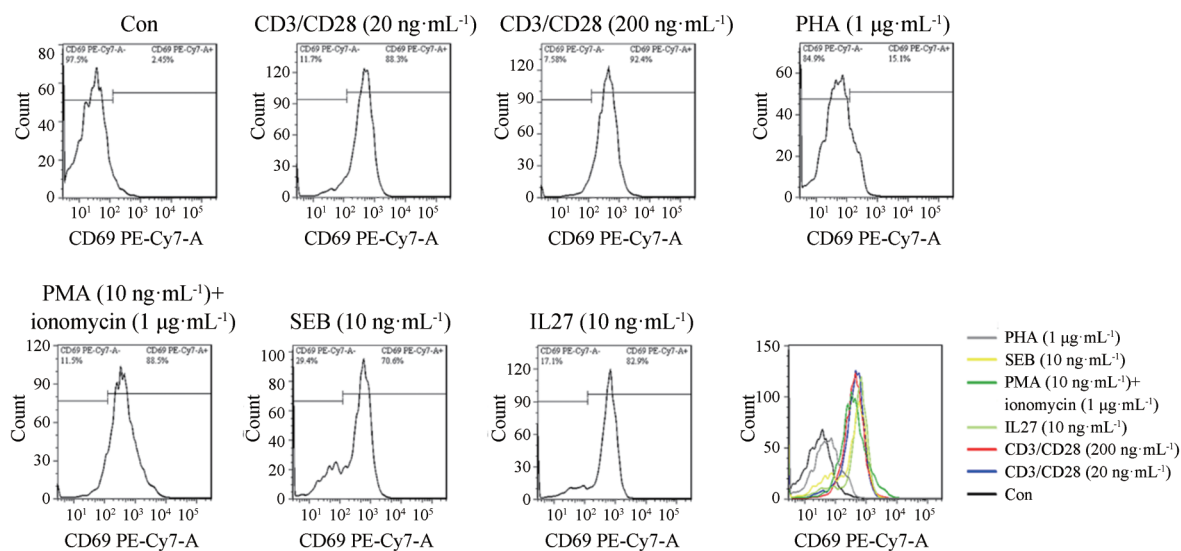 Con
CD69 PE-Cy7-A- CD69 PE-Cy7-A+
97.5% 2.45%
80
60
40
20
0
Count
10¹ 10² 10³ 10⁴ 10⁵
CD69 PE-Cy7-A
CD3/CD28 (20 ng·mL⁻¹)
CD69 PE-Cy7-A- CD69 PE-Cy7-A+
11.7% 88.3%
150
120
90
60
30
0
Count
10¹ 10² 10³ 10⁴ 10⁵
CD69 PE-Cy7-A
CD3/CD28 (200 ng·mL⁻¹)
CD69 PE-Cy7-A- CD69 PE-Cy7-A+
7.58% 92.4%
120
90
60
30
0
Count
10¹ 10² 10³ 10⁴ 10⁵
CD69 PE-Cy7-A
PHA (1 μg·mL⁻¹)
CD69 PE-Cy7-A- CD69 PE-Cy7-A+
84.9% 15.1%
60
40
20
0
Count
10¹ 10² 10³ 10⁴ 10⁵
CD69 PE-Cy7-A
PMA (10 ng·mL⁻¹)+
ionomycin (1 μg·mL⁻¹)
CD69 PE-Cy7-A- CD69 PE-Cy7-A+
11.5% 88.5%
120
90
60
30
0
Count
10¹ 10² 10³ 10⁴ 10⁵
CD69 PE-Cy7-A
SEB (10 ng·mL⁻¹)
CD69 PE-Cy7-A- CD69 PE-Cy7-A+
29.4% 70.6%
100
80
60
40
20
0
Count
10¹ 10² 10³ 10⁴ 10⁵
CD69 PE-Cy7-A
IL27 (10 ng·mL⁻¹)
CD69 PE-Cy7-A- CD69 PE-Cy7-A+
17.1% 82.9%
120
90
60
30
0
Count
10¹ 10² 10³ 10⁴ 10⁵
CD69 PE-Cy7-A
150
100
50
0
Count
10¹ 10² 10³ 10⁴ 10⁵
CD69 PE-Cy7-A
PHA (1 μg·mL⁻¹)
SEB (10 ng·mL⁻¹)
PMA (10 ng·mL⁻¹)+
ionomycin (1 μg·mL⁻¹)
IL27 (10 ng·mL⁻¹)
CD3/CD28 (200 ng·mL⁻¹)
CD3/CD28 (20 ng·mL⁻¹)
Con